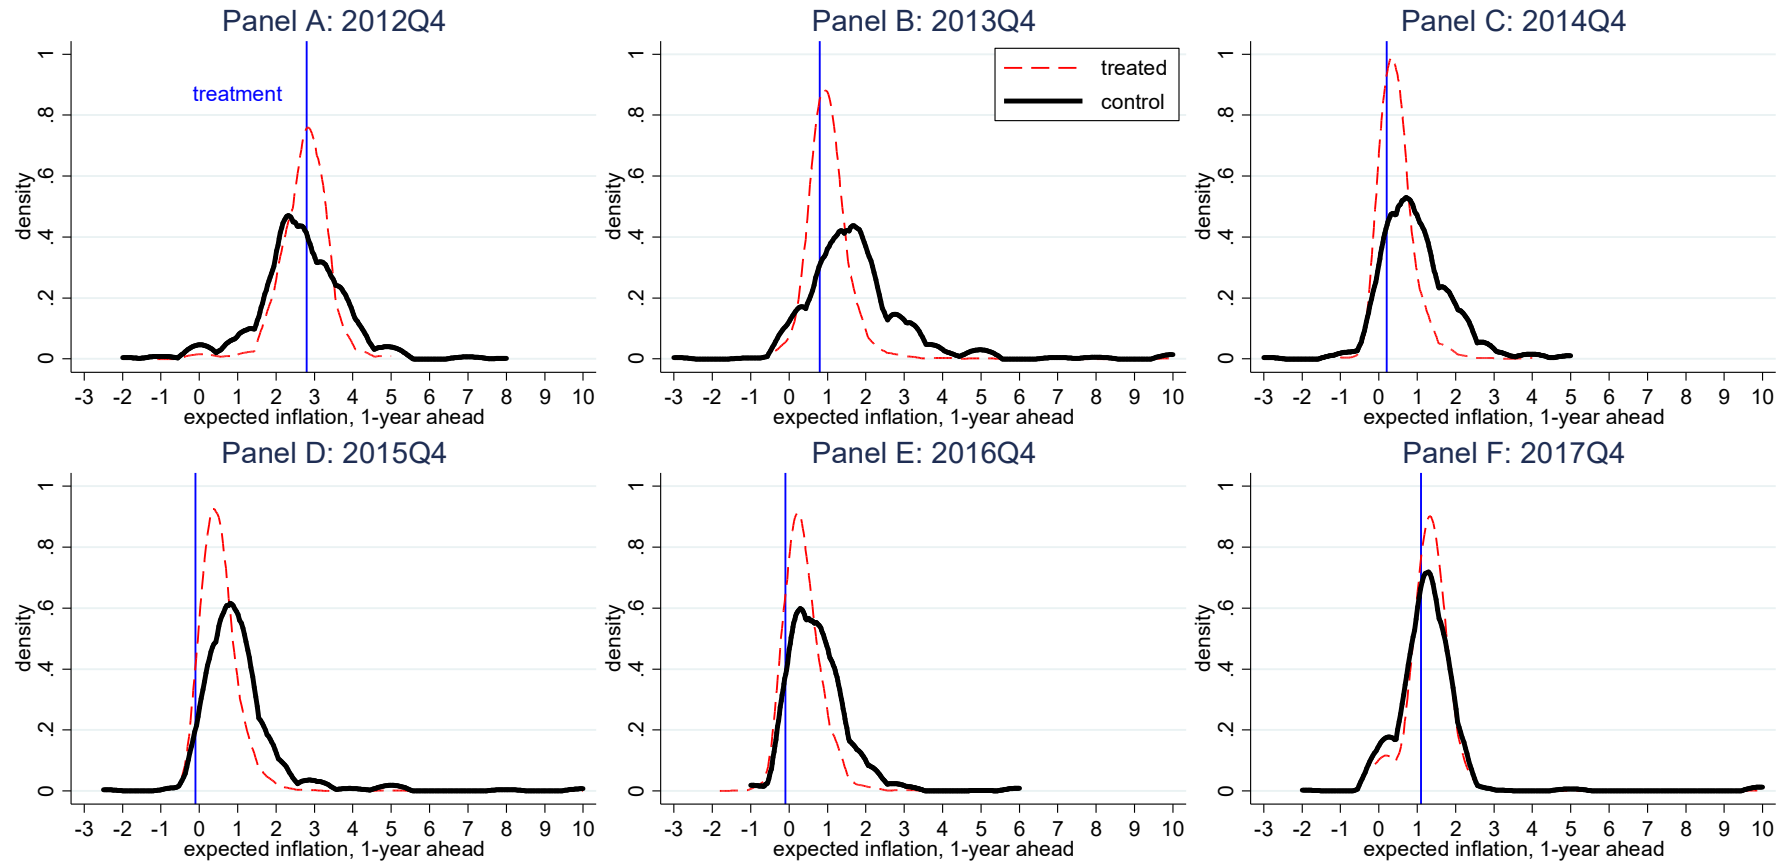 Panel A: 2012Q4
density
1
.8
.6
.4
.2
0
treatment
-3 -2 -1 0 1 2 3 4 5 6 7 8 9 10
expected inflation, 1-year ahead
Panel B: 2013Q4
density
1
.8
.6
.4
.2
0
treated
control
-3 -2 -1 0 1 2 3 4 5 6 7 8 9 10
expected inflation, 1-year ahead
Panel C: 2014Q4
density
1
.8
.6
.4
.2
0
-3 -2 -1 0 1 2 3 4 5 6 7 8 9 10
expected inflation, 1-year ahead
Panel D: 2015Q4
density
1
.8
.6
.4
.2
0
-3 -2 -1 0 1 2 3 4 5 6 7 8 9 10
expected inflation, 1-year ahead
Panel E: 2016Q4
density
1
.8
.6
.4
.2
0
-3 -2 -1 0 1 2 3 4 5 6 7 8 9 10
expected inflation, 1-year ahead
Panel F: 2017Q4
density
1
.8
.6
.4
.2
0
-3 -2 -1 0 1 2 3 4 5 6 7 8 9 10
expected inflation, 1-year ahead